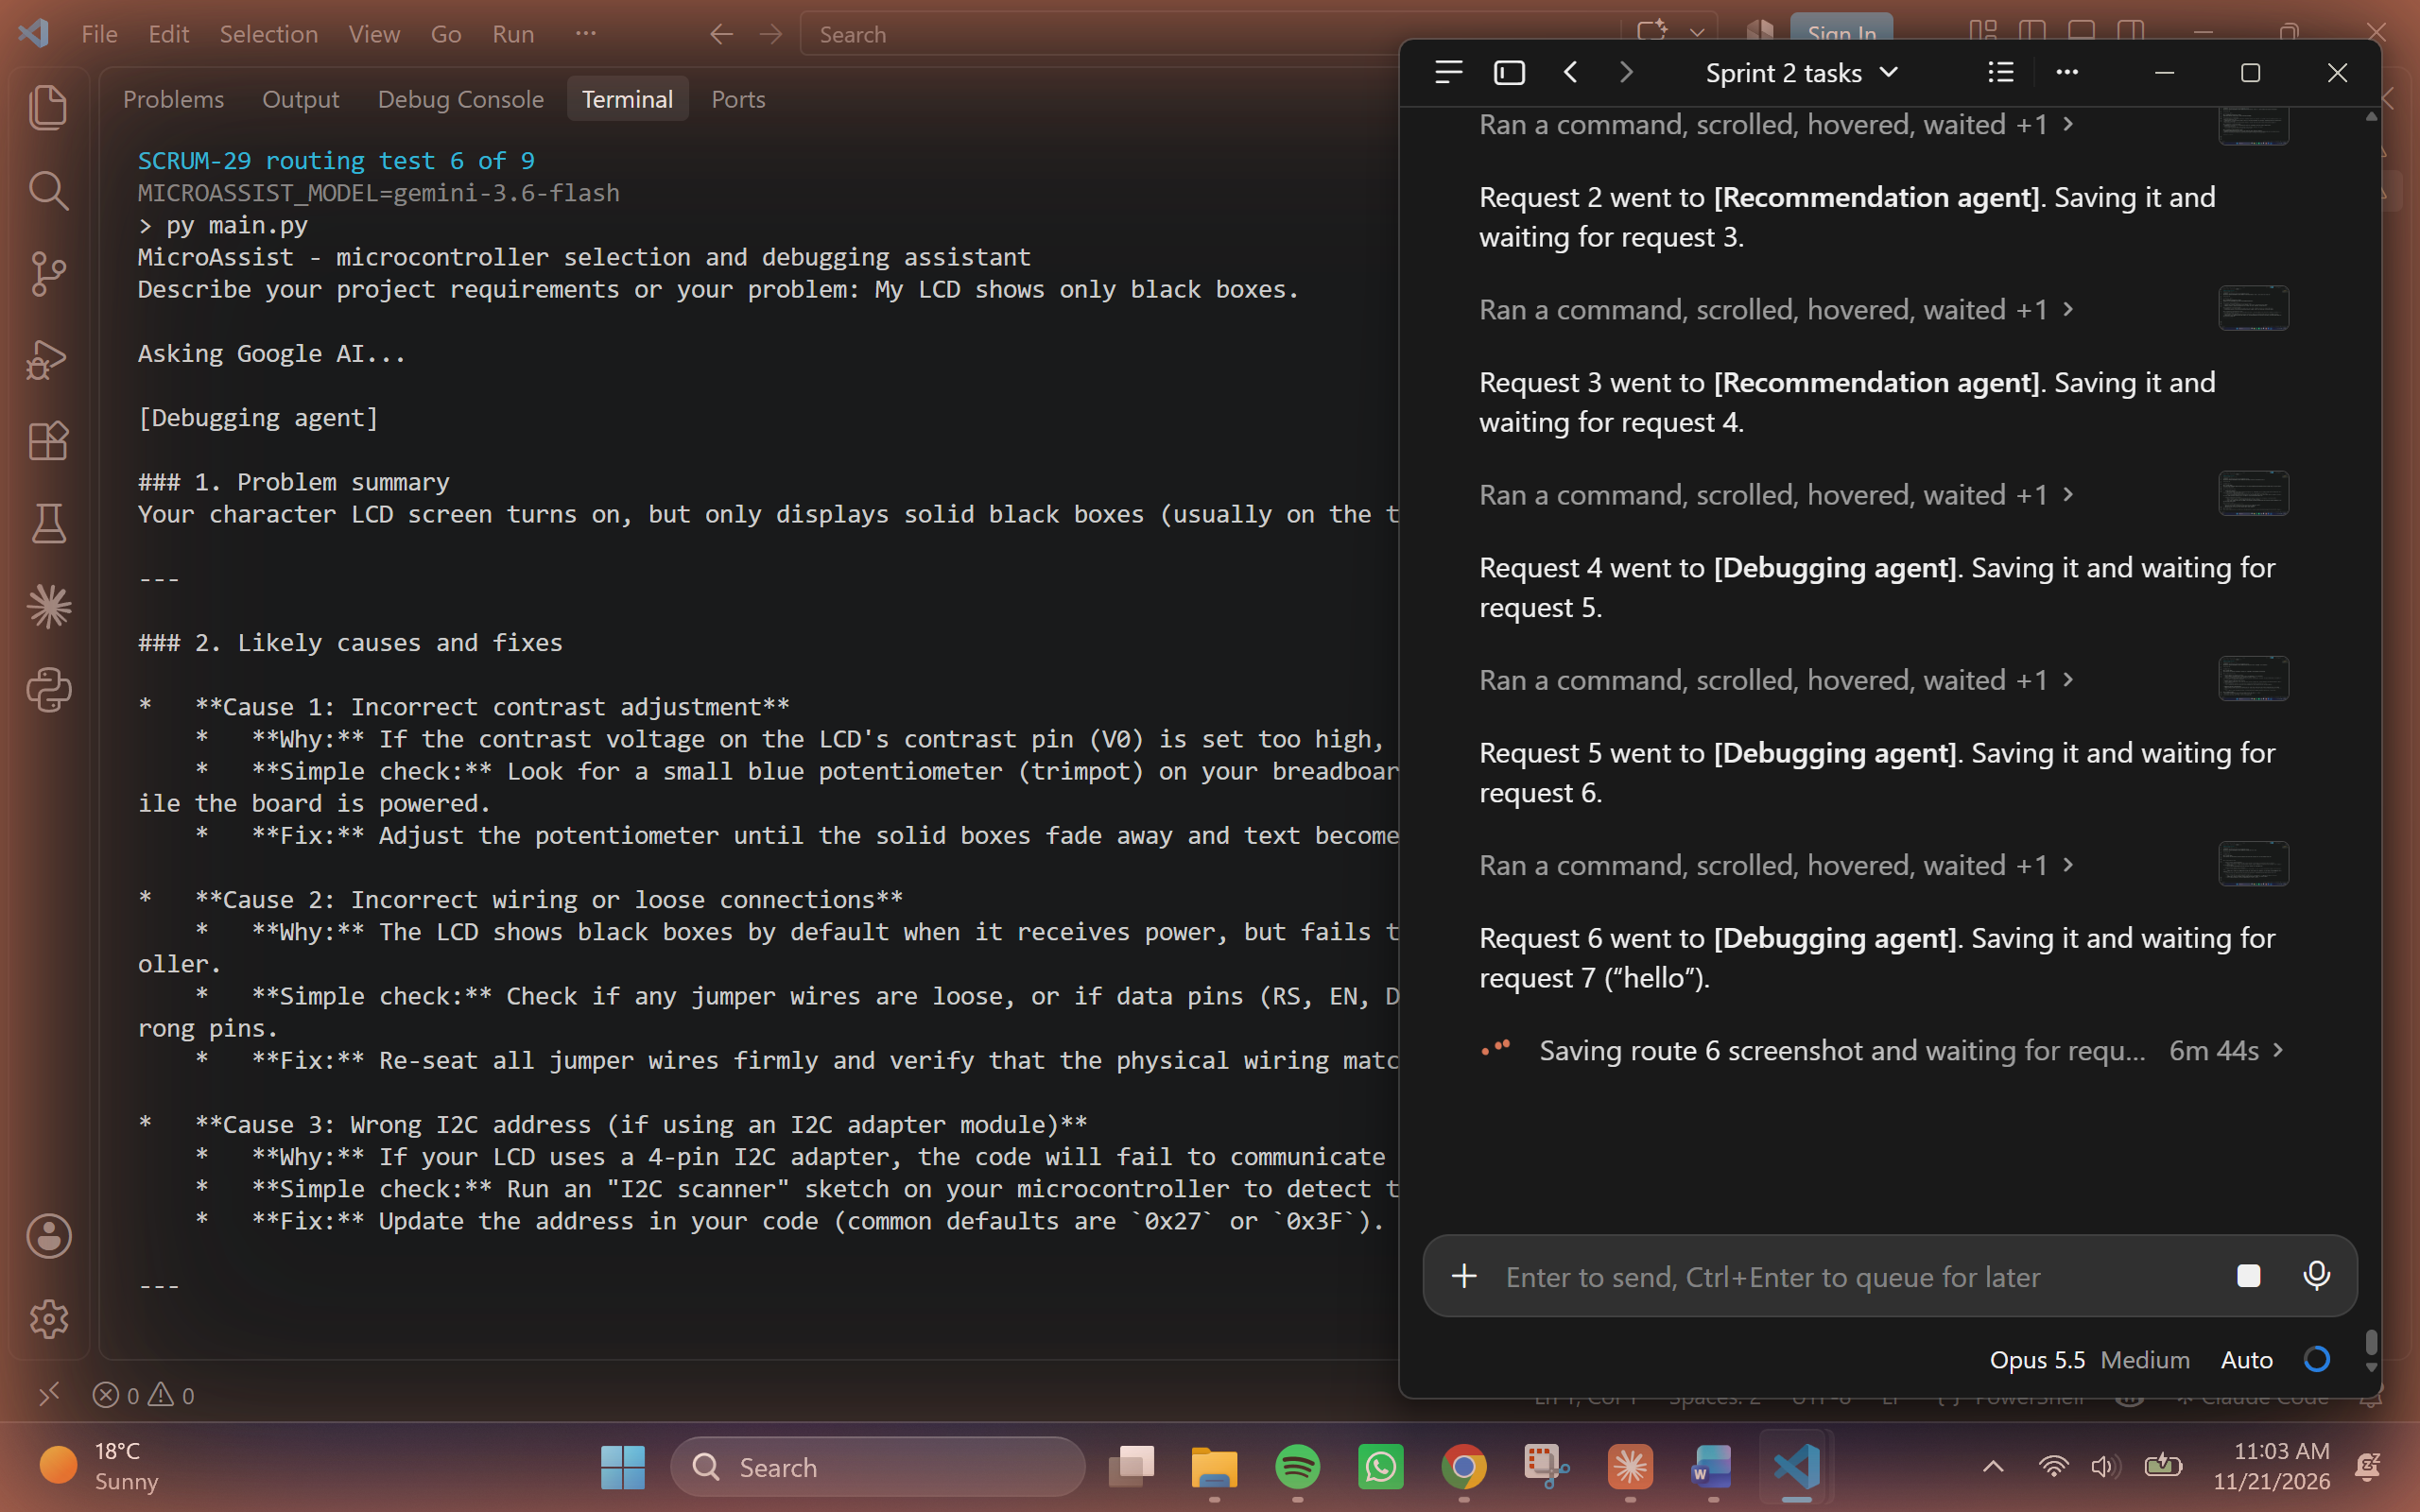 File Edit Selection View Go Run ···
Search
Sign In
Problems Output Debug Console Terminal Ports
SCRUM-29 routing test 6 of 9
MICROASSIST_MODEL=gemini-3.6-flash
> py main.py
MicroAssist - microcontroller selection and debugging assistant
Describe your project requirements or your problem: My LCD shows only black boxes.
Asking Google AI...
[Debugging agent]
### 1. Problem summary
Your character LCD screen turns on, but only displays solid black boxes (usually on the t
---
### 2. Likely causes and fixes
*   **Cause 1: Incorrect contrast adjustment**
    *   **Why:** If the contrast voltage on the LCD's contrast pin (V0) is set too high,
    *   **Simple check:** Look for a small blue potentiometer (trimpot) on your breadboar
ile the board is powered.
    *   **Fix:** Adjust the potentiometer until the solid boxes fade away and text become
*   **Cause 2: Incorrect wiring or loose connections**
    *   **Why:** The LCD shows black boxes by default when it receives power, but fails t
oller.
    *   **Simple check:** Check if any jumper wires are loose, or if data pins (RS, EN, D
rong pins.
    *   **Fix:** Re-seat all jumper wires firmly and verify that the physical wiring matc
*   **Cause 3: Wrong I2C address (if using an I2C adapter module)**
    *   **Why:** If your LCD uses a 4-pin I2C adapter, the code will fail to communicate
    *   **Simple check:** Run an "I2C scanner" sketch on your microcontroller to detect t
    *   **Fix:** Update the address in your code (common defaults are `0x27` or `0x3F`).
---
Sprint 2 tasks
Ran a command, scrolled, hovered, waited +1
Request 2 went to [Recommendation agent]. Saving it and
waiting for request 3.
Ran a command, scrolled, hovered, waited +1
Request 3 went to [Recommendation agent]. Saving it and
waiting for request 4.
Ran a command, scrolled, hovered, waited +1
Request 4 went to [Debugging agent]. Saving it and waiting for
request 5.
Ran a command, scrolled, hovered, waited +1
Request 5 went to [Debugging agent]. Saving it and waiting for
request 6.
Ran a command, scrolled, hovered, waited +1
Request 6 went to [Debugging agent]. Saving it and waiting for
request 7 (“hello”).
Saving route 6 screenshot and waiting for requ... 6m 44s
Enter to send, Ctrl+Enter to queue for later
Opus 5.5 Medium Auto
0 0
PowerShell Claude Code
18°C
Sunny
Search
11:03 AM
11/21/2026